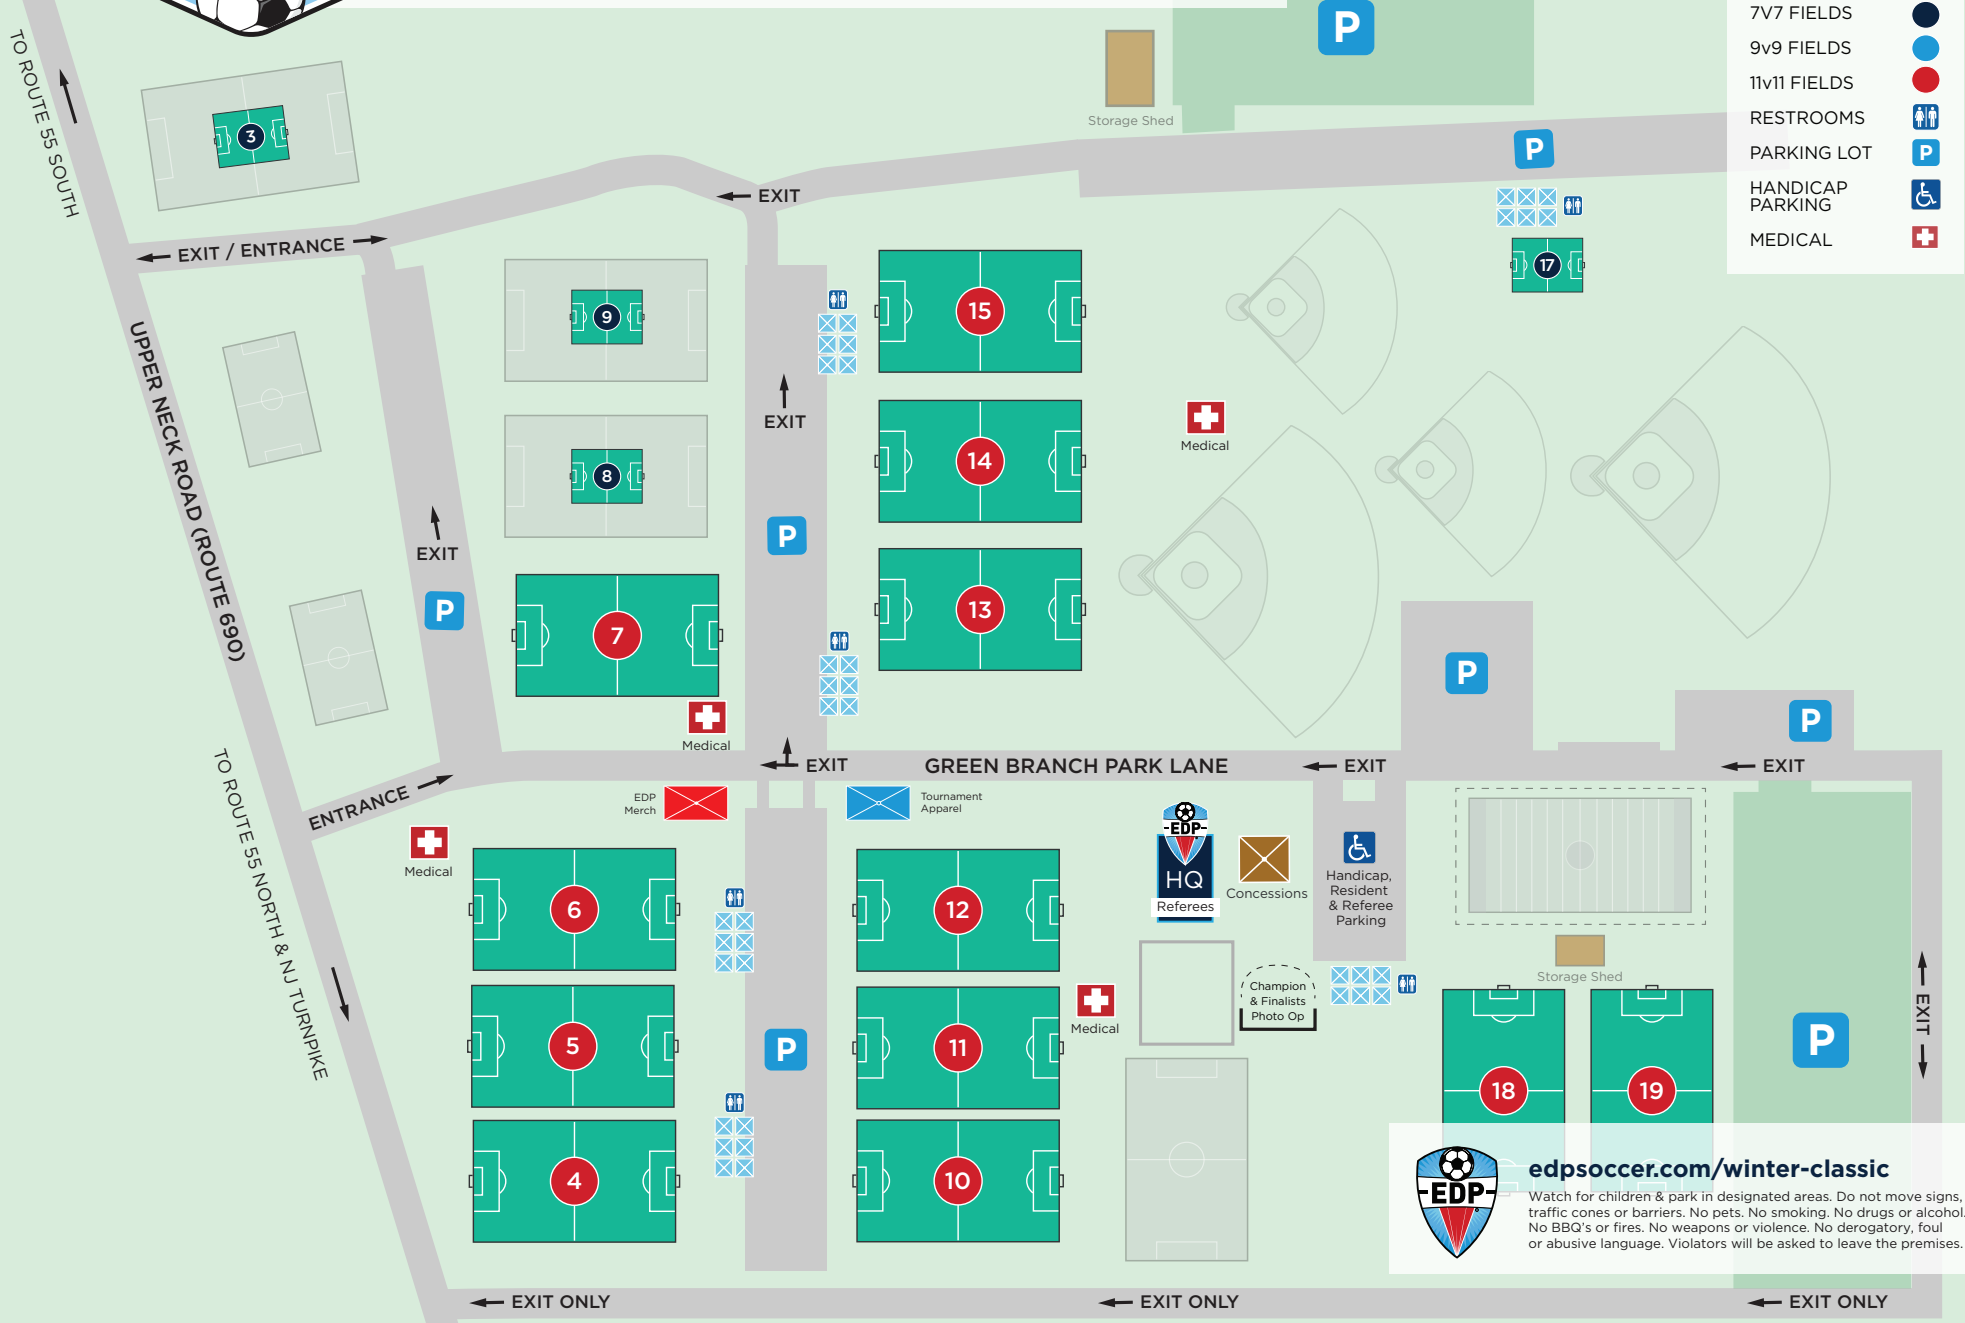 P
7V7 FIELDS
9v9 FIELDS
11v11 FIELDS
RESTROOMS
PARKING LOT
P
HANDICAP
PARKING
MEDICAL
TO ROUTE 55 SOUTH
3
Storage Shed
P
EXIT
EXIT / ENTRANCE
17
9
15
UPPER NECK ROAD (ROUTE 690)
EXIT
Medical
14
8
EXIT
P
P
13
7
P
P
Medical
EXIT
GREEN BRANCH PARK LANE
EXIT
EXIT
ENTRANCE
EDP
Merch
Tournament
Apparel
TO ROUTE 55 NORTH & NJ TURNPIKE
Medical
EDP
HQ
Referees
Concessions
Handicap,
Resident
& Referee
Parking
6
12
Storage Shed
Champion
& Finalists
Photo Op
Medical
EXIT
5
P
11
P
18
19
4
10
EDP
edpsoccer.com/winter-classic
Watch for children & park in designated areas. Do not move signs,
traffic cones or barriers. No pets. No smoking. No drugs or alcohol.
No BBQ's or fires. No weapons or violence. No derogatory, foul
or abusive language. Violators will be asked to leave the premises.
EXIT ONLY
EXIT ONLY
EXIT ONLY